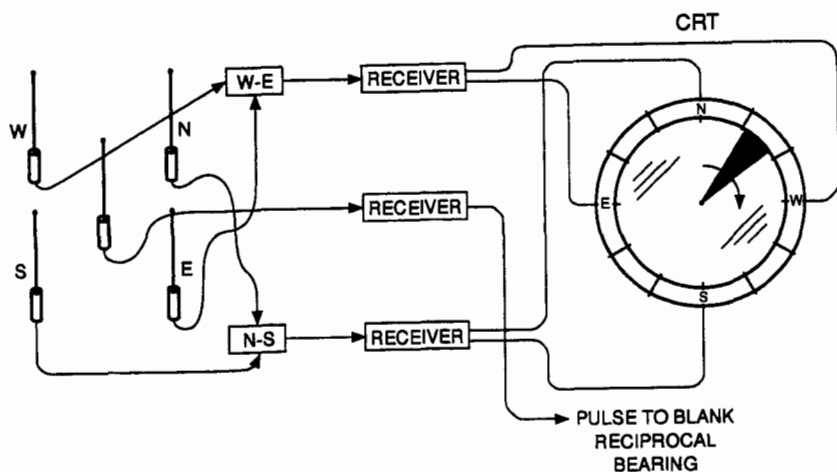 CRT
W-E
RECEIVER
W
N
N
E
W
RECEIVER
S
E
S
N-S
RECEIVER
PULSE TO BLANK
RECIPROCAL
BEARING